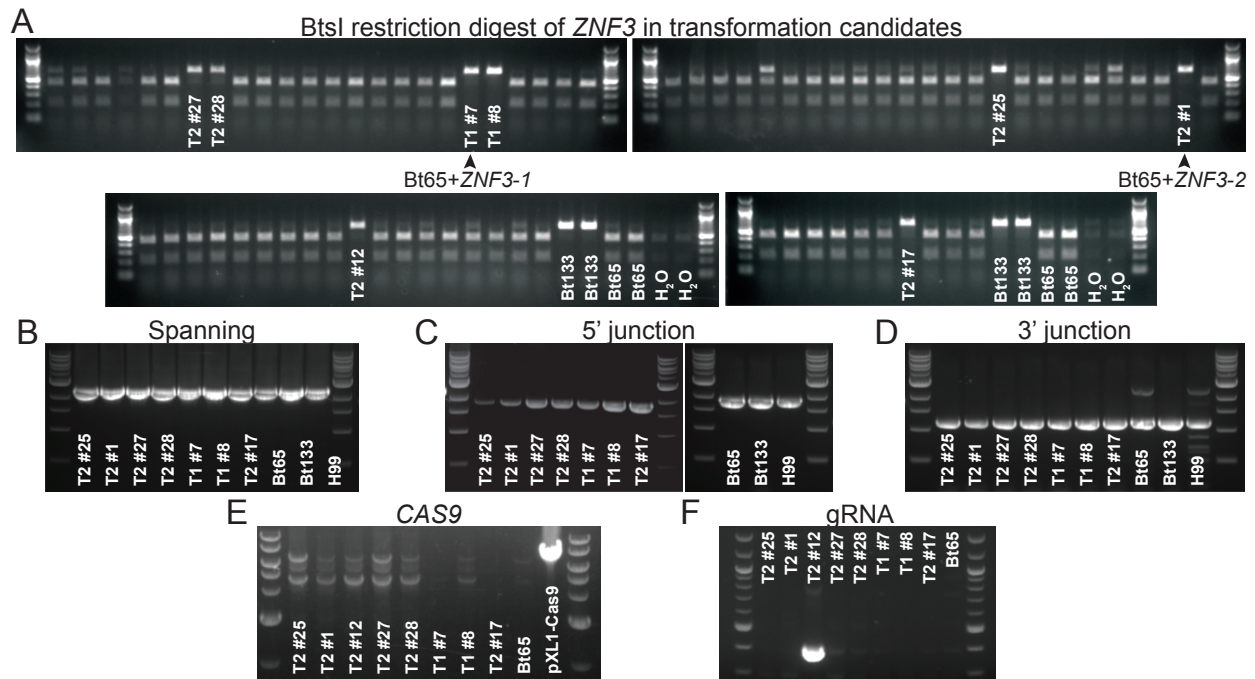 A
BtsI restriction digest of ZNF3 in transformation candidates
T2 #27
T2 #28
T1 #7
T1 #8
T2 #25
T2 #1
Bt65+ZNF3-1
Bt65+ZNF3-2
T2 #12
Bt133
Bt133
Bt65
Bt65
H₂O
H₂O
T2 #17
Bt133
Bt133
Bt65
Bt65
H₂O
H₂O
B
Spanning
T2 #25
T2 #1
T2 #27
T2 #28
T1 #7
T1 #8
T2 #17
Bt65
Bt133
H99
C
5' junction
T2 #25
T2 #1
T2 #27
T2 #28
T1 #7
T1 #8
T2 #17
Bt65
Bt133
H99
D
3' junction
T2 #25
T2 #1
T2 #27
T2 #28
T1 #7
T1 #8
T2 #17
Bt65
Bt133
H99
E
CAS9
T2 #25
T2 #1
T2 #12
T2 #27
T2 #28
T1 #7
T1 #8
T2 #17
Bt65
pXL1-Cas9
F
gRNA
T2 #25
T2 #1
T2 #12
T2 #27
T2 #28
T1 #7
T1 #8
T2 #17
Bt65